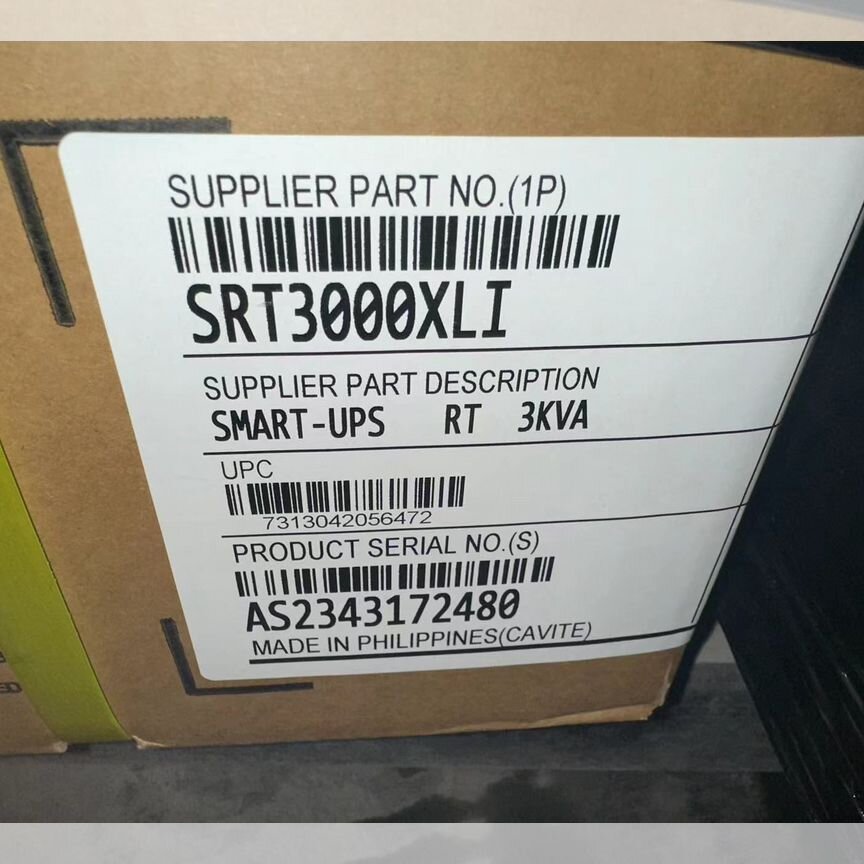 SUPPLIER PART NO.(1P)
SRT3000XLI
SUPPLIER PART DESCRIPTION
SMART-UPS RT 3KVA
UPC
7313042056472
PRODUCT SERIAL NO.(S)
AS2343172480
MADE IN PHILIPPINES(CAVITE)